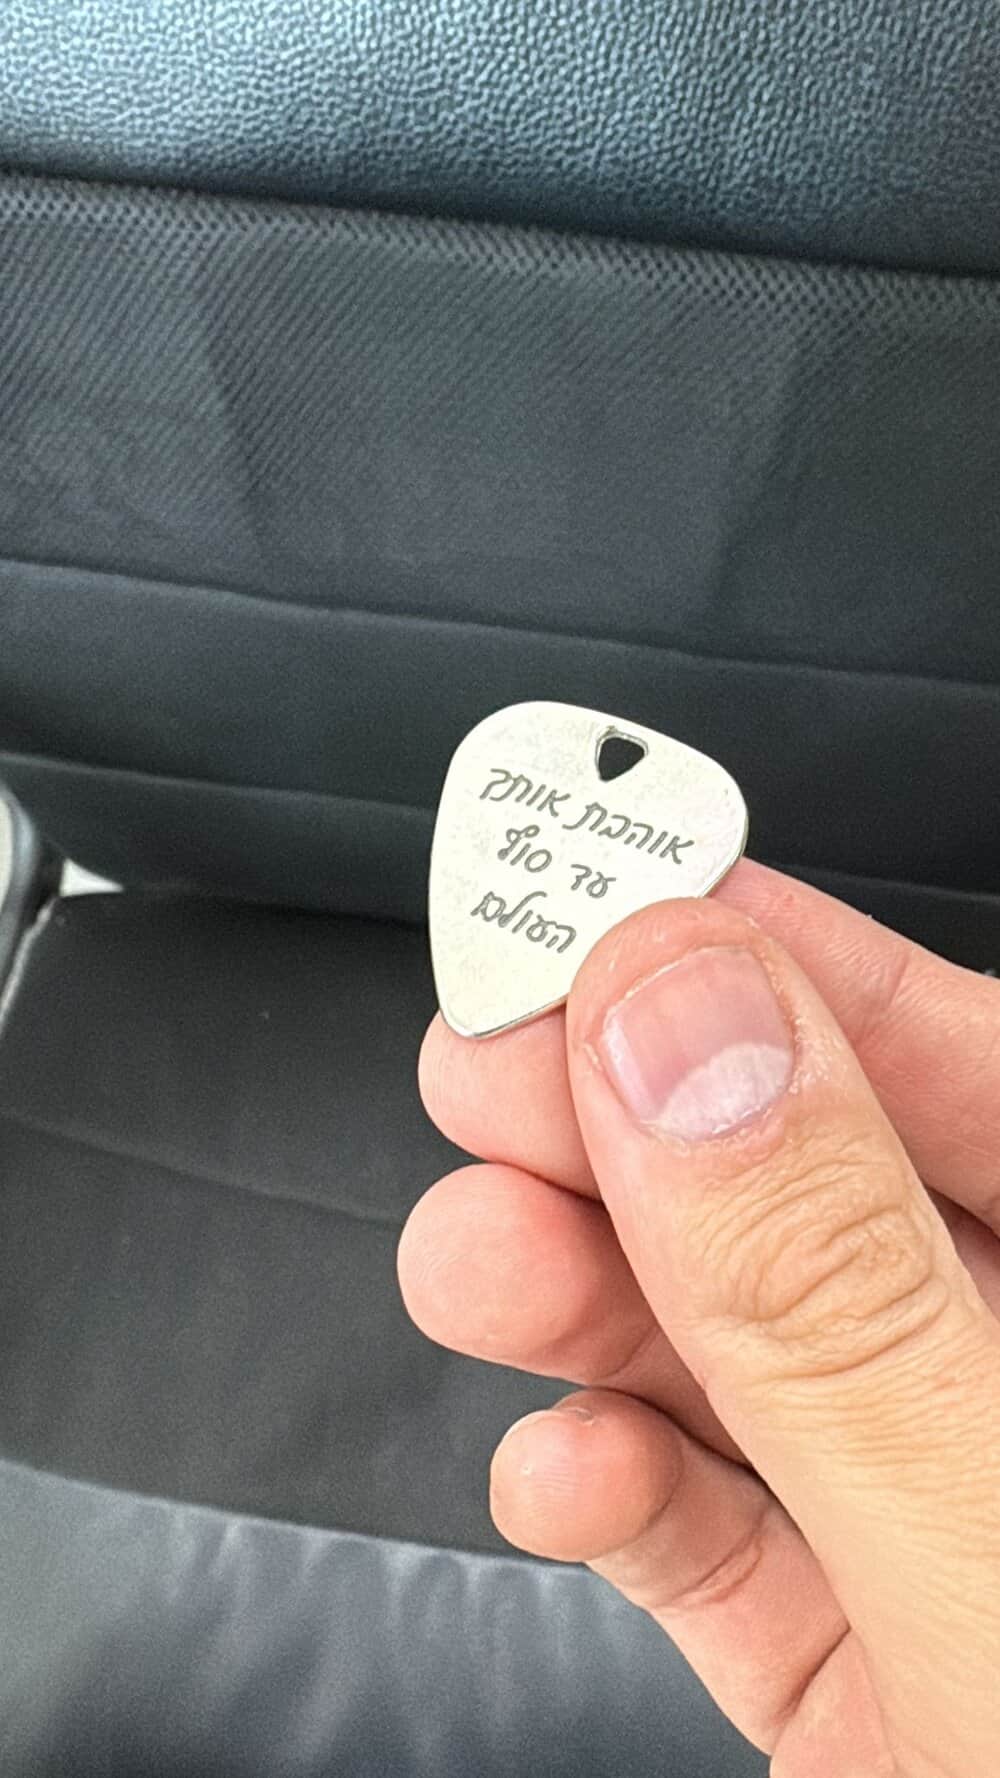 אוהבת אותך
עד סוף
העולם